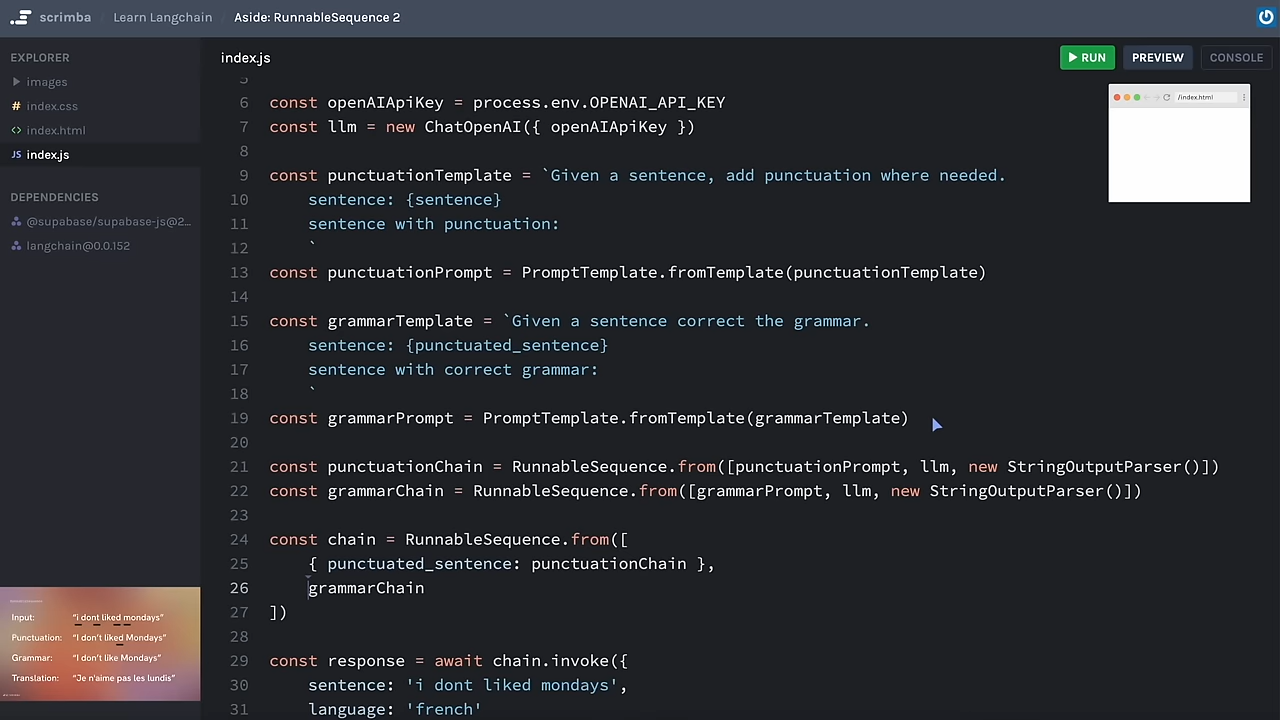 scrimba / Learn Langchain / Aside: RunnableSequence 2
EXPLORER
images
# index.css
<> index.html
JS index.js
DEPENDENCIES
@supabase/supabase-js@2...
langchain@0.0.152
Input: "i dont liked mondays"
Punctuation: "I don't liked Mondays"
Grammar: "I don't like Mondays"
Translation: "Je n'aime pas les lundis"
index.js
RUN PREVIEW CONSOLE
/index.html
5
6 const openAIApiKey = process.env.OPENAI_API_KEY
7 const llm = new ChatOpenAI({ openAIApiKey })
8
9 const punctuationTemplate = `Given a sentence, add punctuation where needed.
10 sentence: {sentence}
11 sentence with punctuation:
12 `
13 const punctuationPrompt = PromptTemplate.fromTemplate(punctuationTemplate)
14
15 const grammarTemplate = `Given a sentence correct the grammar.
16 sentence: {punctuated_sentence}
17 sentence with correct grammar:
18 `
19 const grammarPrompt = PromptTemplate.fromTemplate(grammarTemplate)
20
21 const punctuationChain = RunnableSequence.from([punctuationPrompt, llm, new StringOutputParser()])
22 const grammarChain = RunnableSequence.from([grammarPrompt, llm, new StringOutputParser()])
23
24 const chain = RunnableSequence.from([
25 { punctuated_sentence: punctuationChain },
26 grammarChain
27 ])
28
29 const response = await chain.invoke({
30 sentence: 'i dont liked mondays',
31 language: 'french'